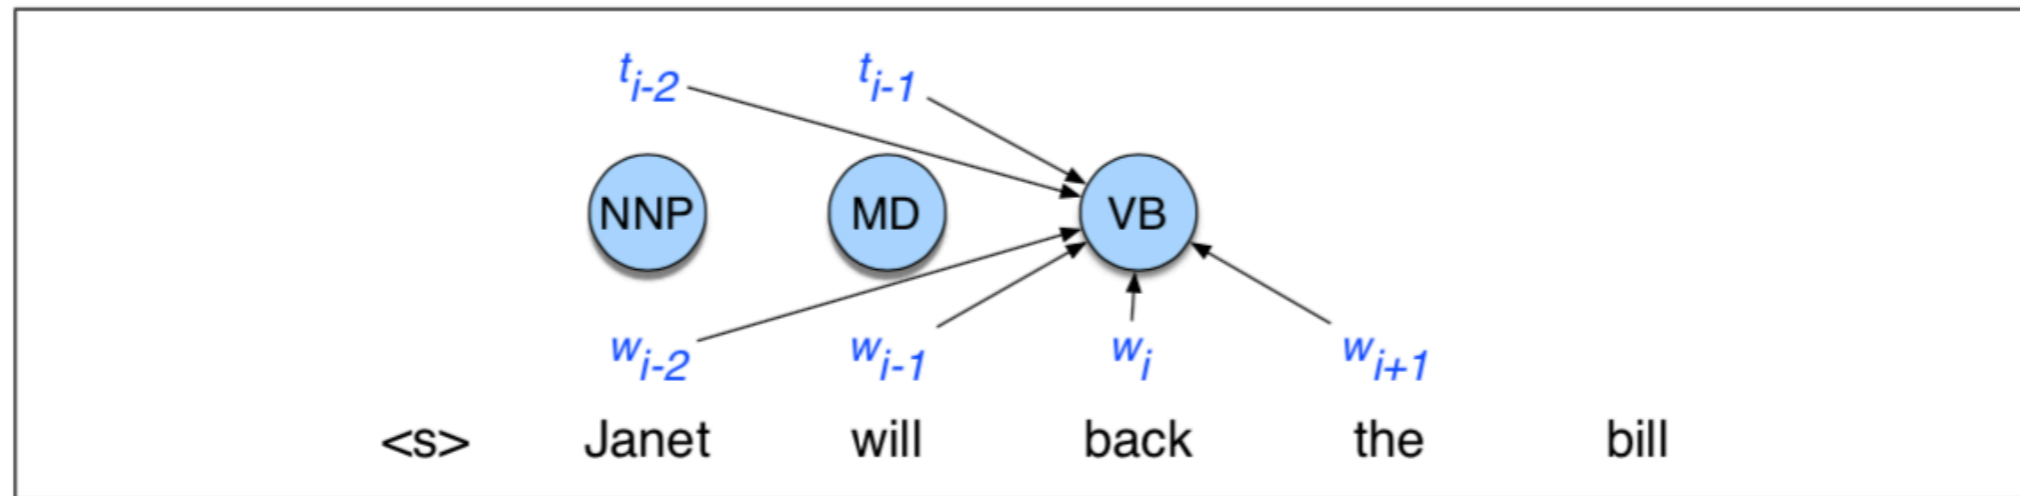 t_{i-2} t_{i-1}
NNP MD VB
w_{i-2} w_{i-1} w_i w_{i+1}
<s> Janet will back the bill